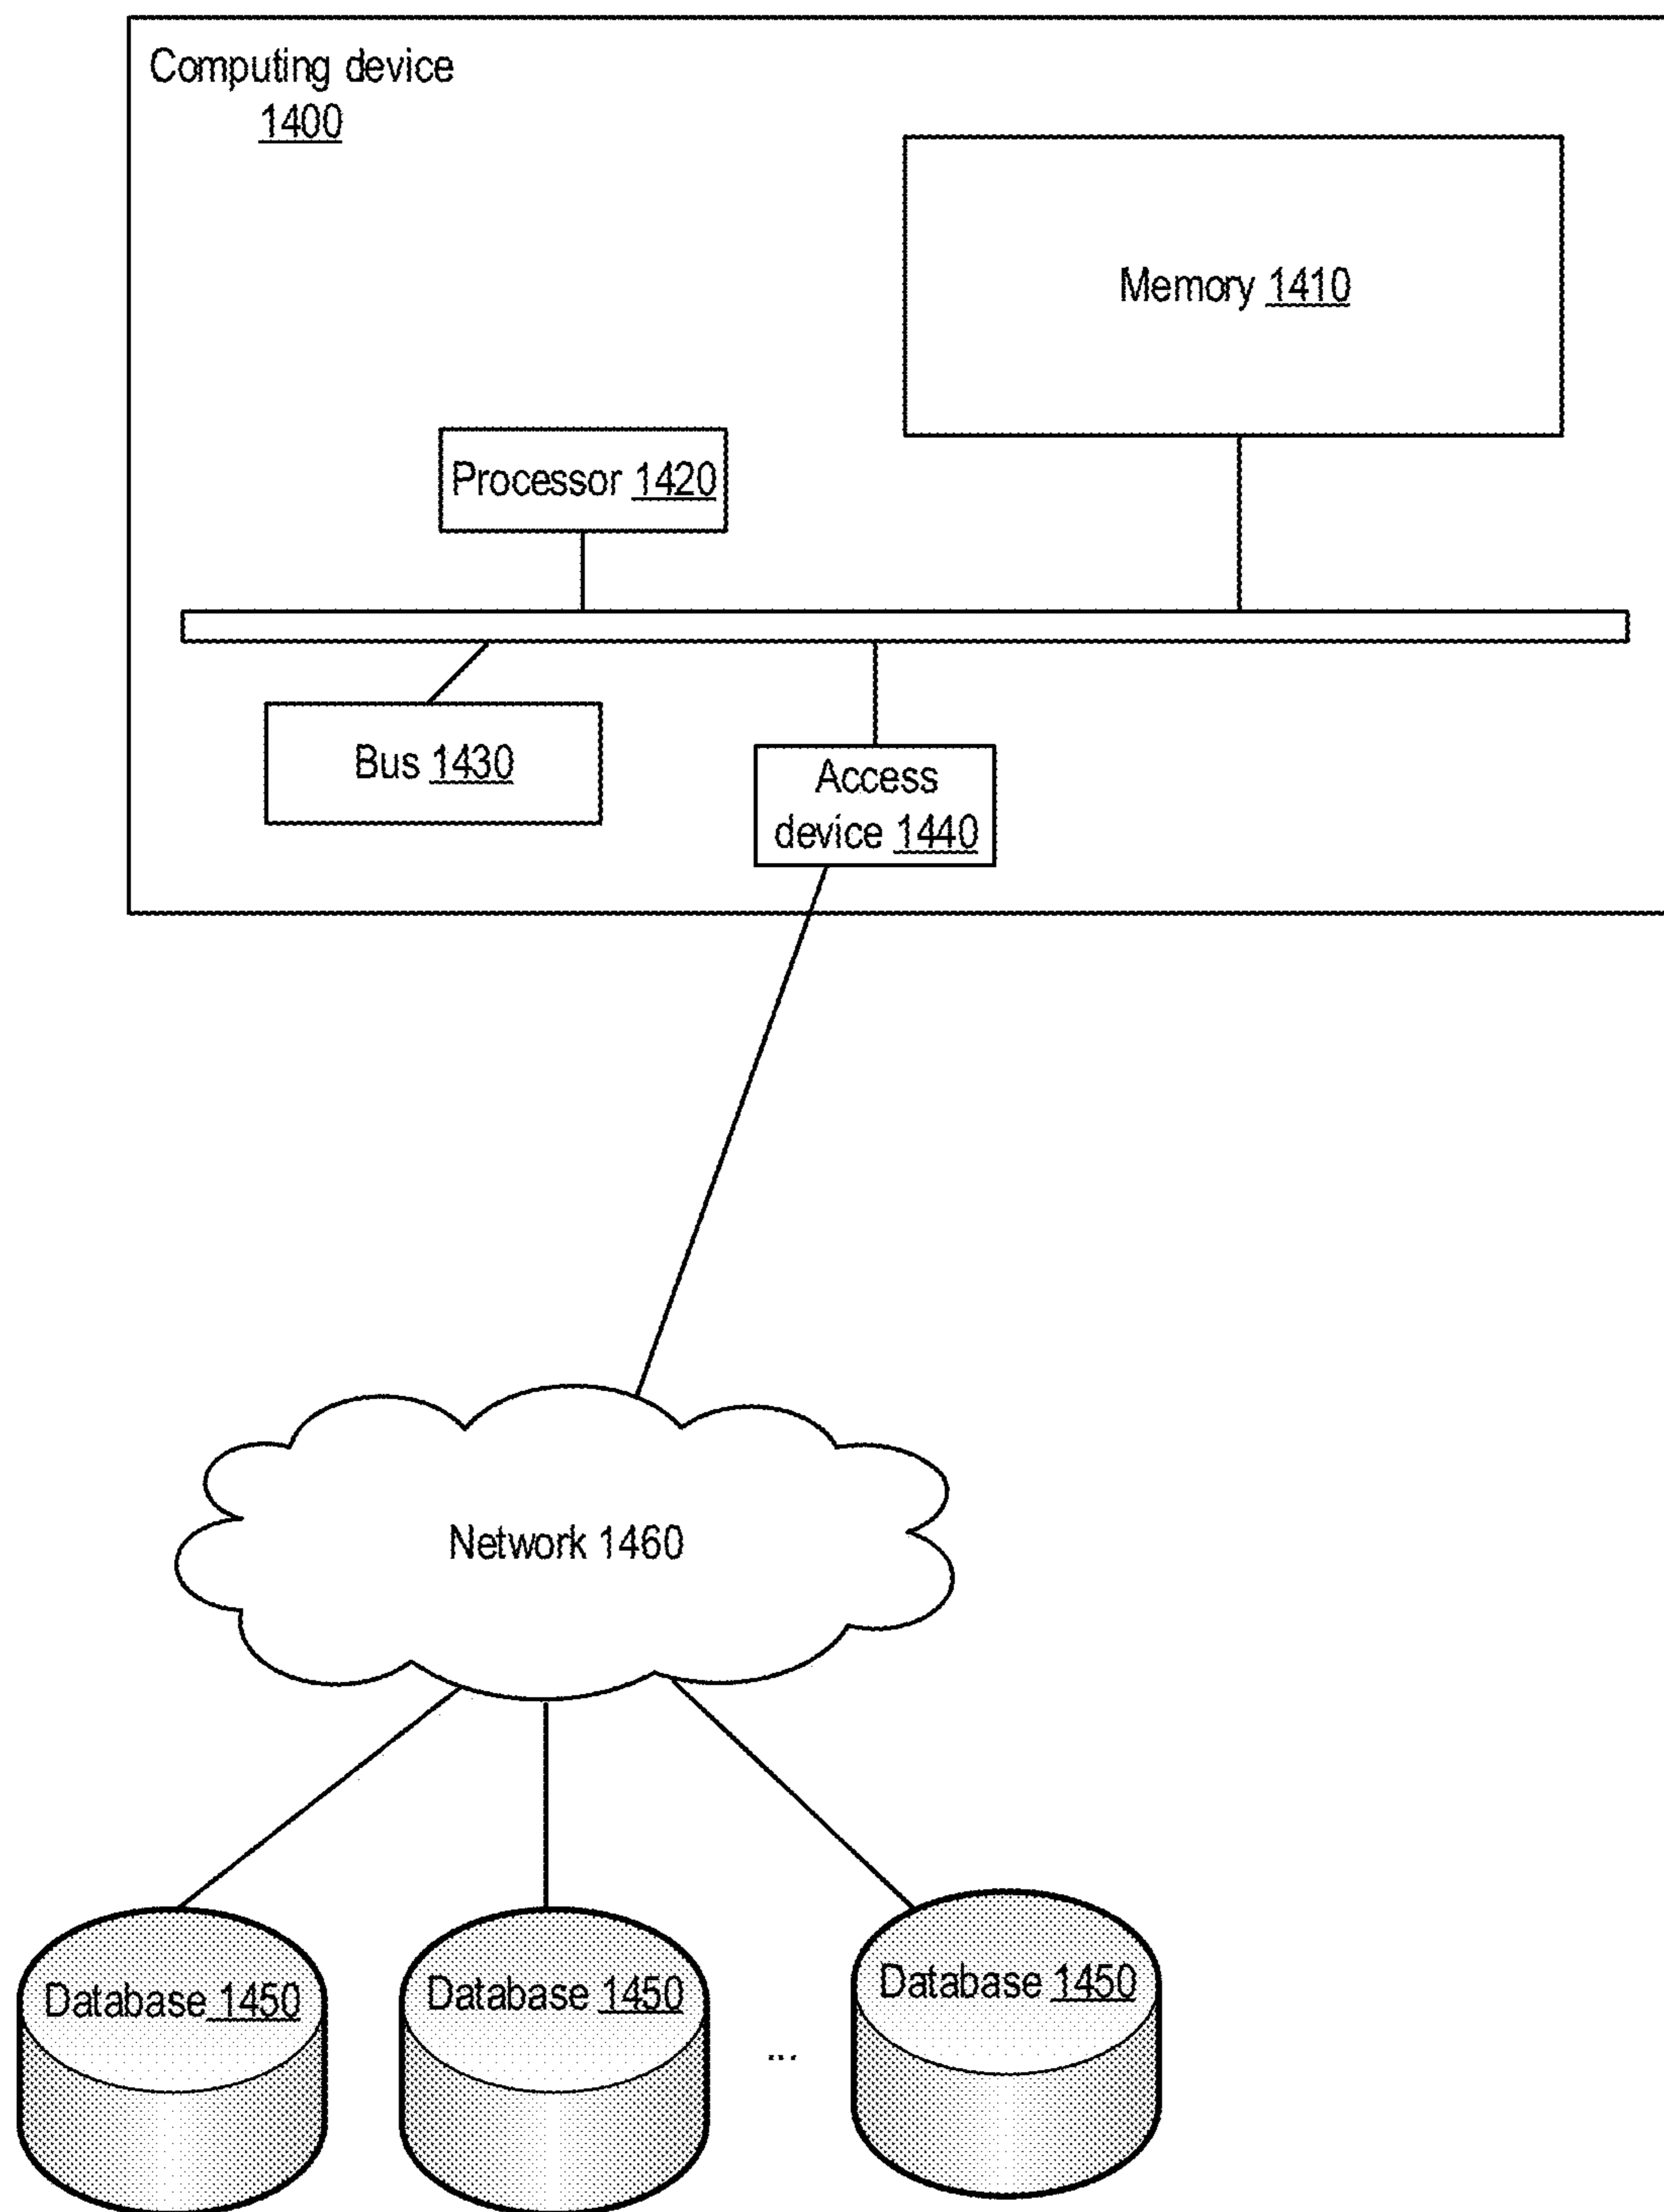 Computing device
1400
Memory 1410
Processor 1420
Bus 1430
Access
device 1440
Network 1460
Database 1450
Database 1450
...
Database 1450